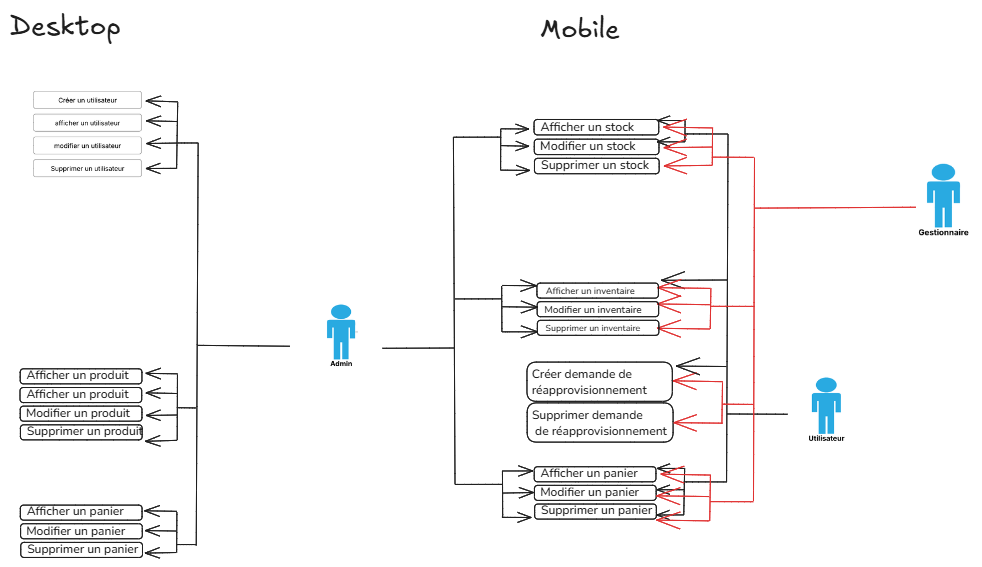 Desktop
Mobile
Créer un utilisateur
afficher un utilisateur
modifier un utilisateur
Supprimer un utilisateur
Afficher un stock
Modifier un stock
Supprimer un stock
Gestionnaire
Afficher un inventaire
Modifier un inventaire
Supprimer un inventaire
Admin
Afficher un produit
Afficher un produit
Modifier un produit
Supprimer un produit
Créer demande de
réapprovisionnement
Supprimer demande
de réapprovisionnement
Utilisateur
Afficher un panier
Modifier un panier
Supprimer un panier
Afficher un panier
Modifier un panier
Supprimer un panier